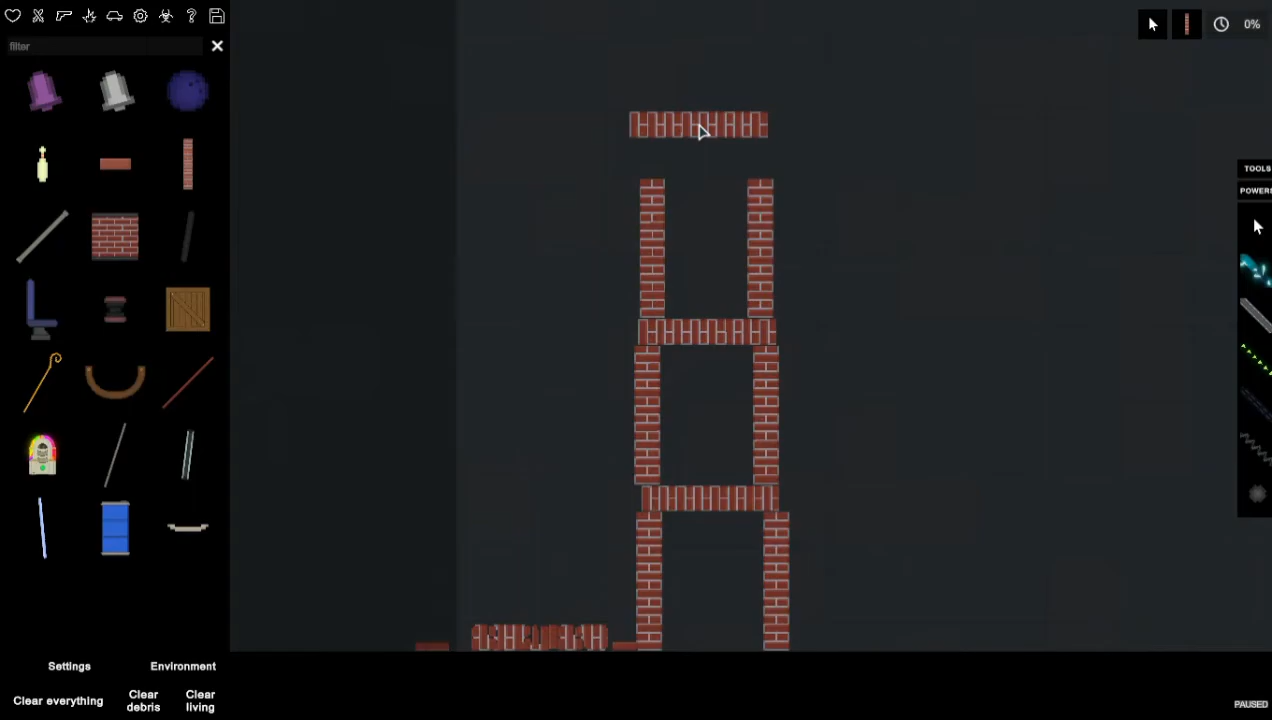 ?
0%
filter
TOOLS
POWERS
Settings
Environment
Clear everything
Clear debris
Clear living
PAUSED